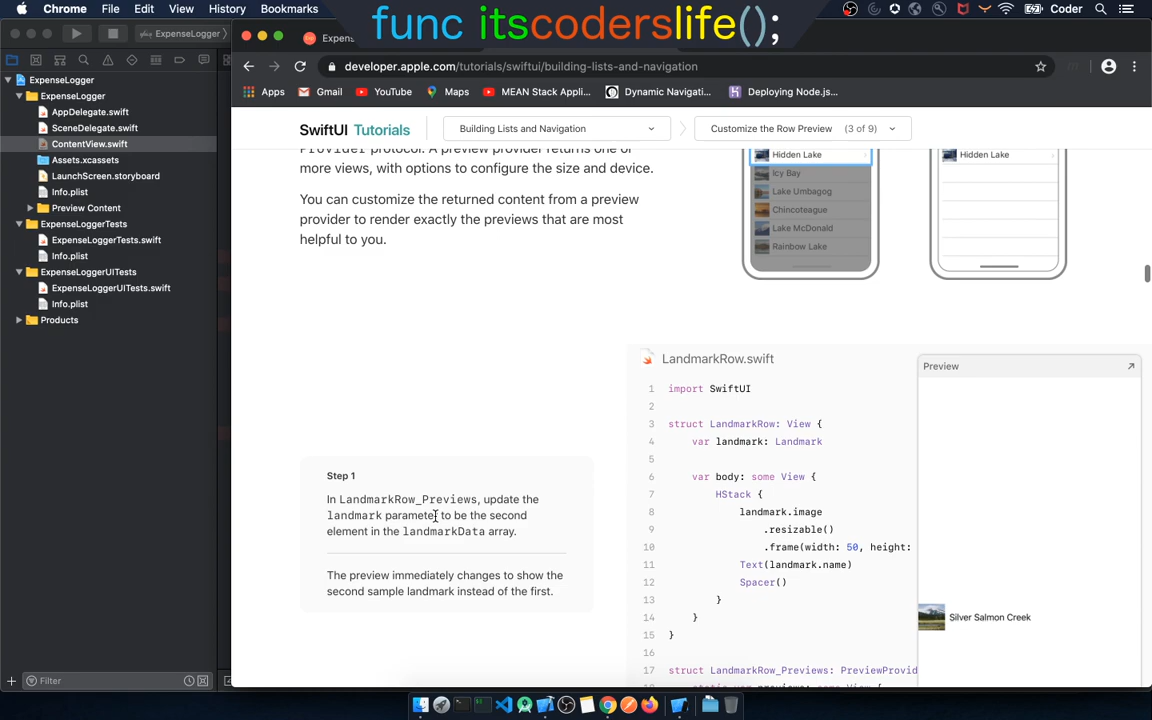 Chrome File Edit View History Bookmarks
func itscoderslife();
Coder
ExpenseLogger
Expens
developer.apple.com/tutorials/swiftui/building-lists-and-navigation
Apps Gmail YouTube Maps MEAN Stack Appli... Dynamic Navigati... Deploying Node.js...
ExpenseLogger
ExpenseLogger
AppDelegate.swift
SceneDelegate.swift
ContentView.swift
Assets.xcassets
LaunchScreen.storyboard
Info.plist
Preview Content
ExpenseLoggerTests
ExpenseLoggerTests.swift
Info.plist
ExpenseLoggerUITests
ExpenseLoggerUITests.swift
Info.plist
Products
Filter
SwiftUI Tutorials
Building Lists and Navigation
Customize the Row Preview (3 of 9)
Provider protocol. A preview provider returns one or
more views, with options to configure the size and device.
You can customize the returned content from a preview
provider to render exactly the previews that are most
helpful to you.
Hidden Lake
Icy Bay
Lake Umbagog
Chincoteague
Lake McDonald
Rainbow Lake
Hidden Lake
Step 1
In LandmarkRow_Previews, update the
landmark parameter to be the second
element in the landmarkData array.
The preview immediately changes to show the
second sample landmark instead of the first.
LandmarkRow.swift
1 import SwiftUI
2
3 struct LandmarkRow: View {
4 var landmark: Landmark
5
6 var body: some View {
7 HStack {
8 landmark.image
9 .resizable()
10 .frame(width: 50, height:
11 Text(landmark.name)
12 Spacer()
13 }
14 }
15 }
16
17 struct LandmarkRow_Previews: PreviewProvid
Preview
Silver Salmon Creek